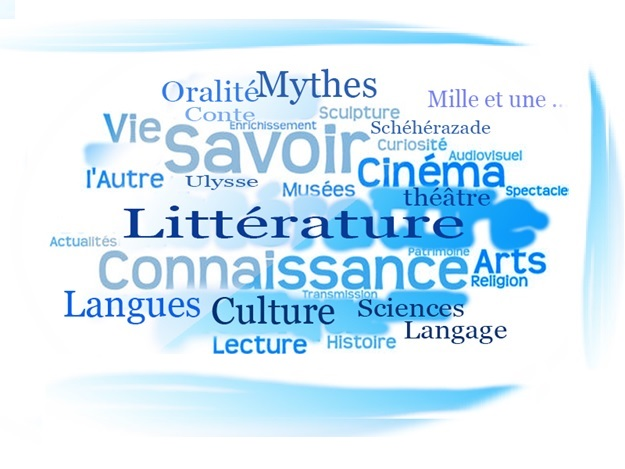 Oralité Mythes
Mille et une ..
Conte
Sculpture
Vie
Enrichissement
Schéhérazade
Savoir
Curiosité
Audiovisuel
l'Autre
Ulysse
Musées
Cinéma
Spectacle
théâtre
Littérature
Actualités
Patrimoine
Connaissance
Arts
Religion
Transmission
Langues Culture Sciences
Langage
Lecture Histoire